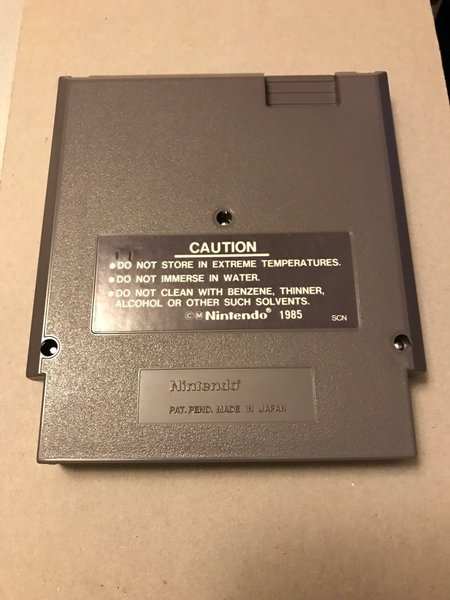 CAUTION
●DO NOT STORE IN EXTREME TEMPERATURES.
●DO NOT IMMERSE IN WATER.
●DO NOT CLEAN WITH BENZENE, THINNER,
ALCOHOL OR OTHER SUCH SOLVENTS.
©Ⓜ Nintendo® 1985 SCN
Nintendo®
PAT. PEND. MADE IN JAPAN